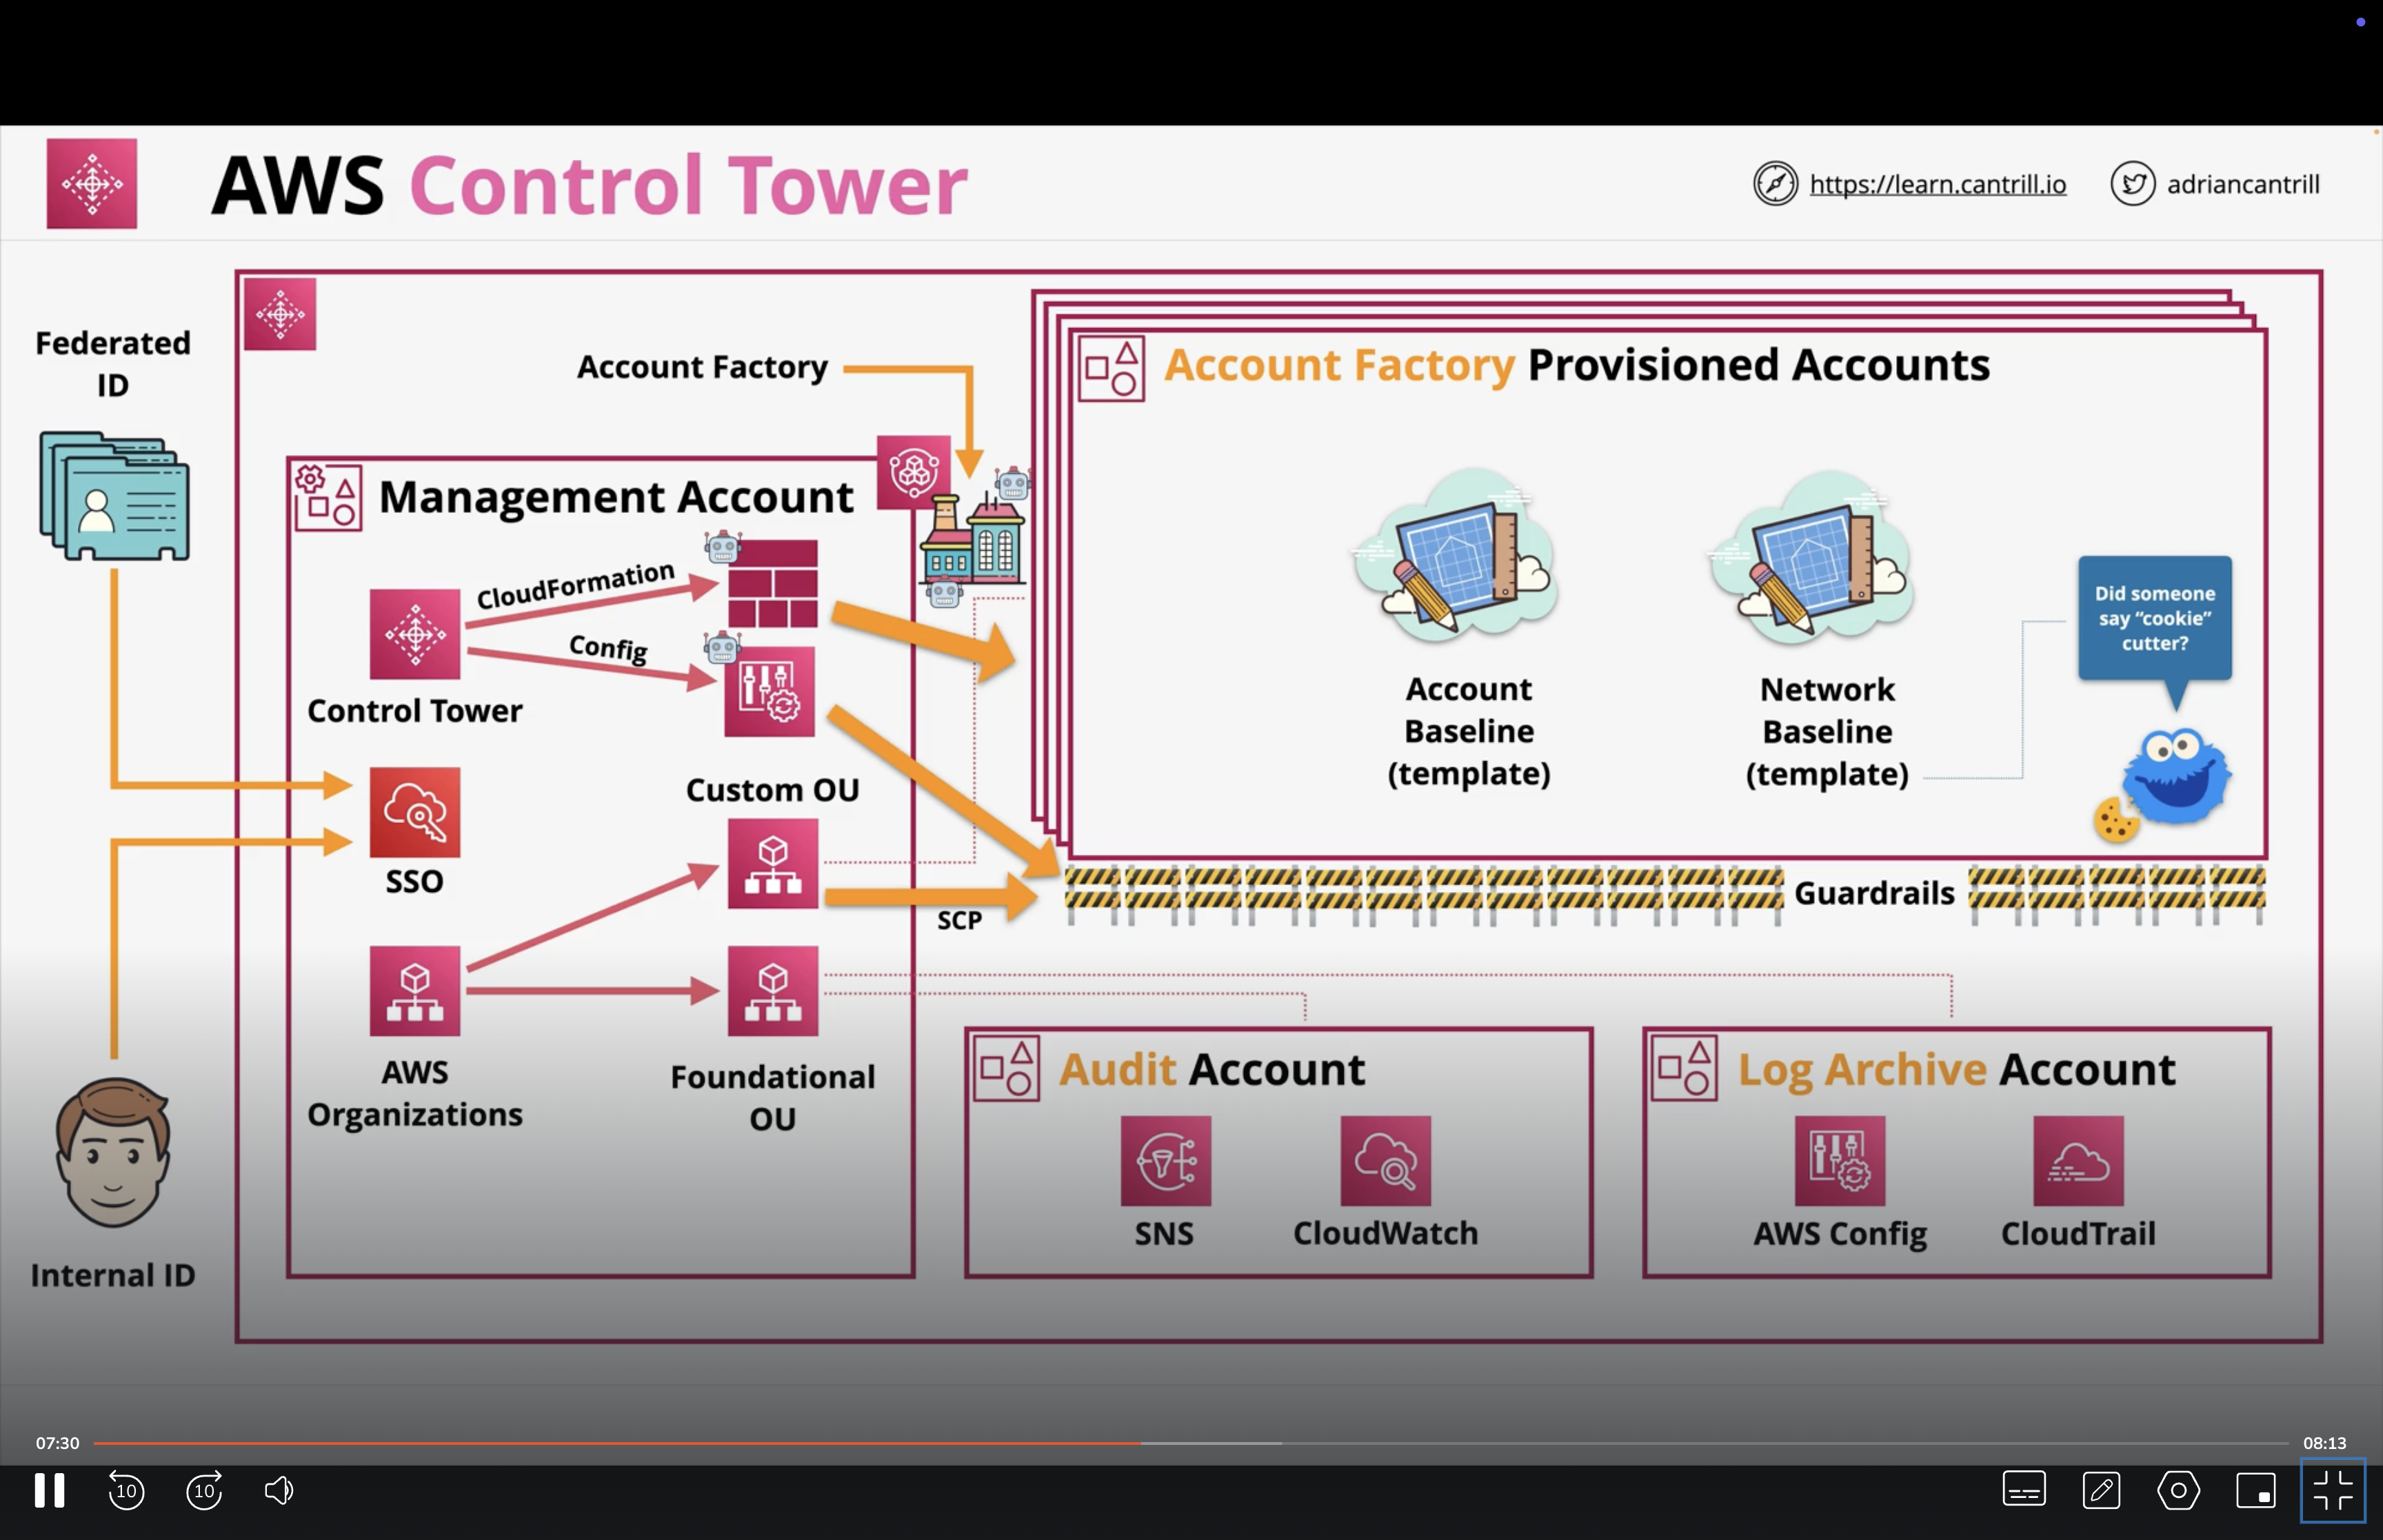 AWS Control Tower
https://learn.cantrill.io
adriancantrill
Federated
ID
Account Factory
Account Factory Provisioned Accounts
Management Account
CloudFormation
Config
Control Tower
Custom OU
SSO
SCP
AWS
Organizations
Foundational
OU
Account
Baseline
(template)
Network
Baseline
(template)
Did someone
say “cookie”
cutter?
Guardrails
Audit Account
SNS
CloudWatch
Log Archive Account
AWS Config
CloudTrail
Internal ID
07:30
08:13
10
10